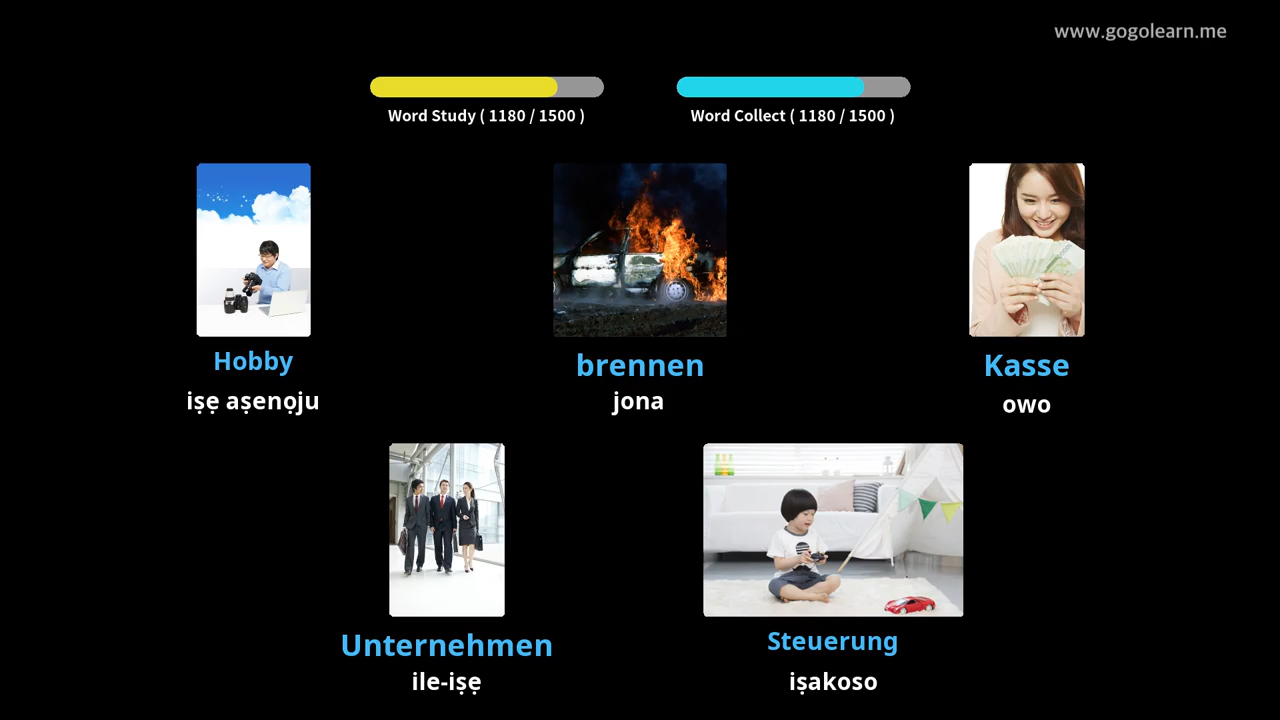 www.gogolearn.me
Word Study ( 1180 / 1500 )
Word Collect ( 1180 / 1500 )
Hobby
iṣẹ aṣenọju
brennen
jona
Kasse
owo
Unternehmen
ile-iṣẹ
Steuerung
iṣakoso